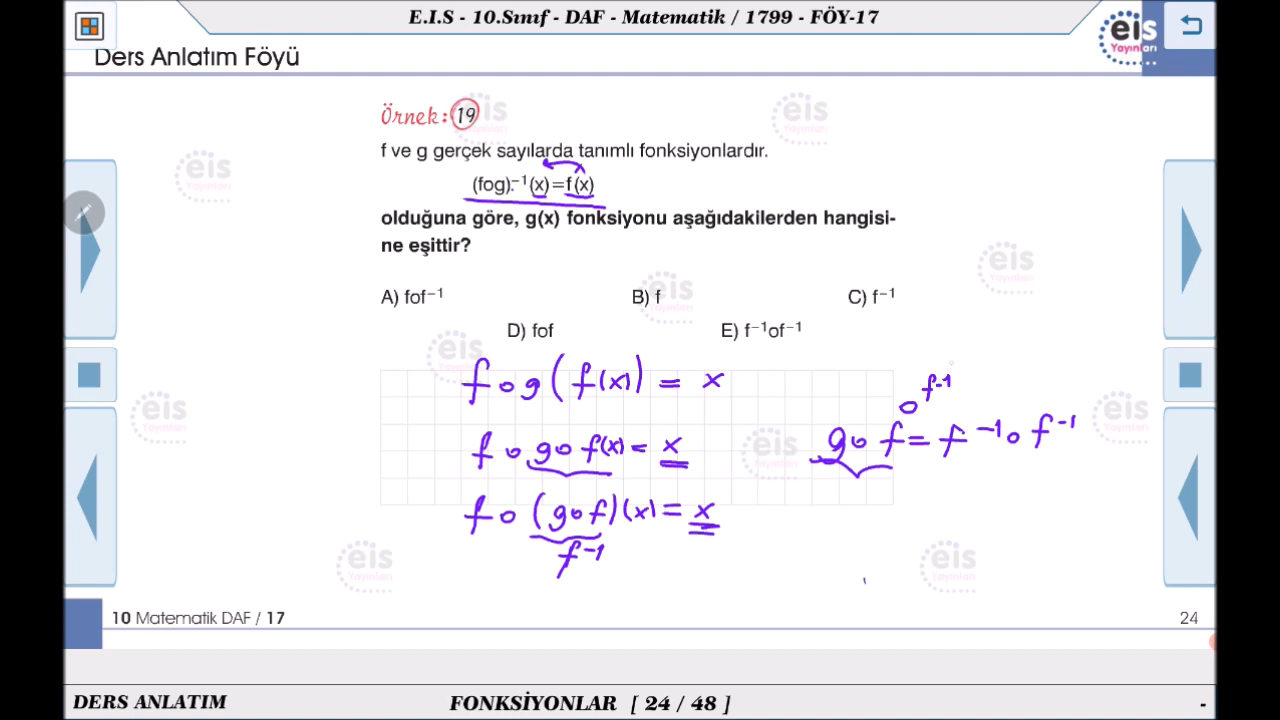 E.I.S - 10.Sınıf - DAF - Matematik / 1799 - FÖY-17
Ders Anlatım Föyü
eis Yayınları
Örnek: 19
f ve g gerçek sayılarda tanımlı fonksiyonlardır.
(fog)⁻¹(x)=f(x)
olduğuna göre, g(x) fonksiyonu aşağıdakilerden hangisi-
ne eşittir?
A) fof⁻¹ B) f C) f⁻¹
D) fof E) f⁻¹of⁻¹
fog(f(x)) = x
o f⁻¹
fogof(x) = x
gof = f⁻¹of⁻¹
fo(gof)(x) = x
f⁻¹
10 Matematik DAF / 17
24
DERS ANLATIM FONKSİYONLAR [ 24 / 48 ] -